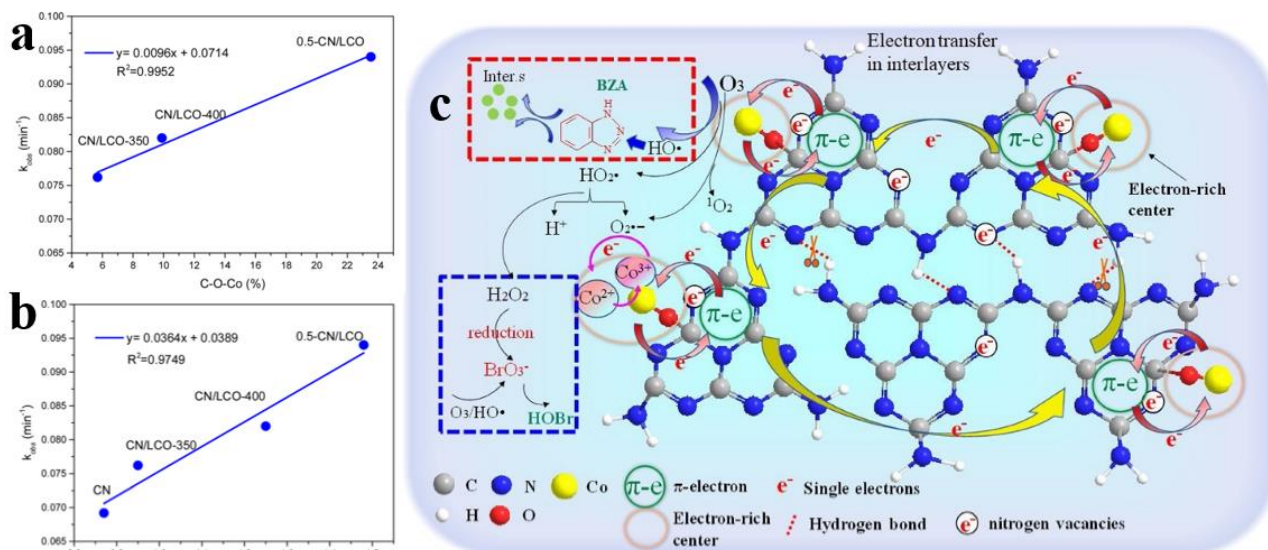 a
0.100
0.095
0.090
0.085
0.080
0.075
0.070
0.065
k_obs (min⁻¹)
y= 0.0096x + 0.0714
R²=0.9952
0.5-CN/LCO
CN/LCO-400
CN/LCO-350
4 6 8 10 12 14 16 18 20 22 24
C-O-Co (%)
b
0.100
0.095
0.090
0.085
0.080
0.075
0.070
0.065
k_obs (min⁻¹)
y= 0.0364x + 0.0389
R²=0.9749
0.5-CN/LCO
CN/LCO-400
CN/LCO-350
CN
c
Inter.s
BZA
H
N
N
N
HO•
O₃
HO₂•
¹O₂
H⁺
O₂•−
e⁻
Co³⁺
Co²⁺
H₂O₂
reduction
BrO₃⁻
O₃/HO•
HOBr
Electron transfer
in interlayers
e⁻
e⁻
π-e
e⁻
e⁻
e⁻
e⁻
π-e
e⁻
e⁻
Electron-rich
center
e⁻
e⁻
e⁻
e⁻
e⁻
e⁻
π-e
e⁻
e⁻
e⁻
π-e
e⁻
e⁻
e⁻
C N Co π-e π-electron e⁻ Single electrons
H O Electron-rich
center
Hydrogen bond e⁻ nitrogen vacancies